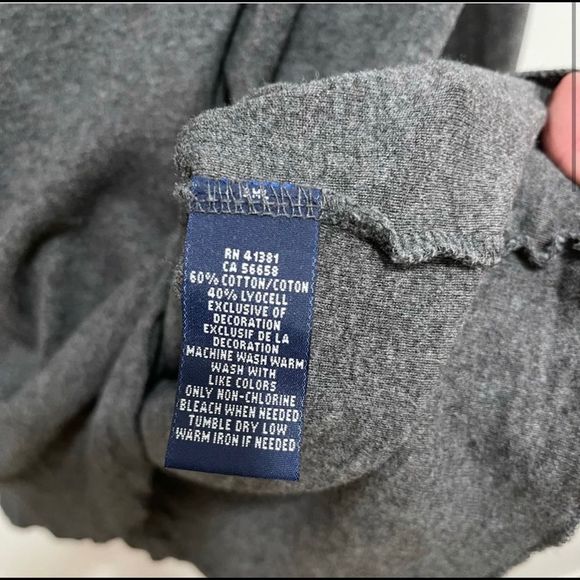 M
RN 41381
CA 56658
60% COTTON/COTON
40% LYOCELL
EXCLUSIVE OF
DECORATION
EXCLUSIF DE LA
DECORATION
MACHINE WASH WARM
WASH WITH
LIKE COLORS
ONLY NON-CHLORINE
BLEACH WHEN NEEDED
TUMBLE DRY LOW
WARM IRON IF NEEDED